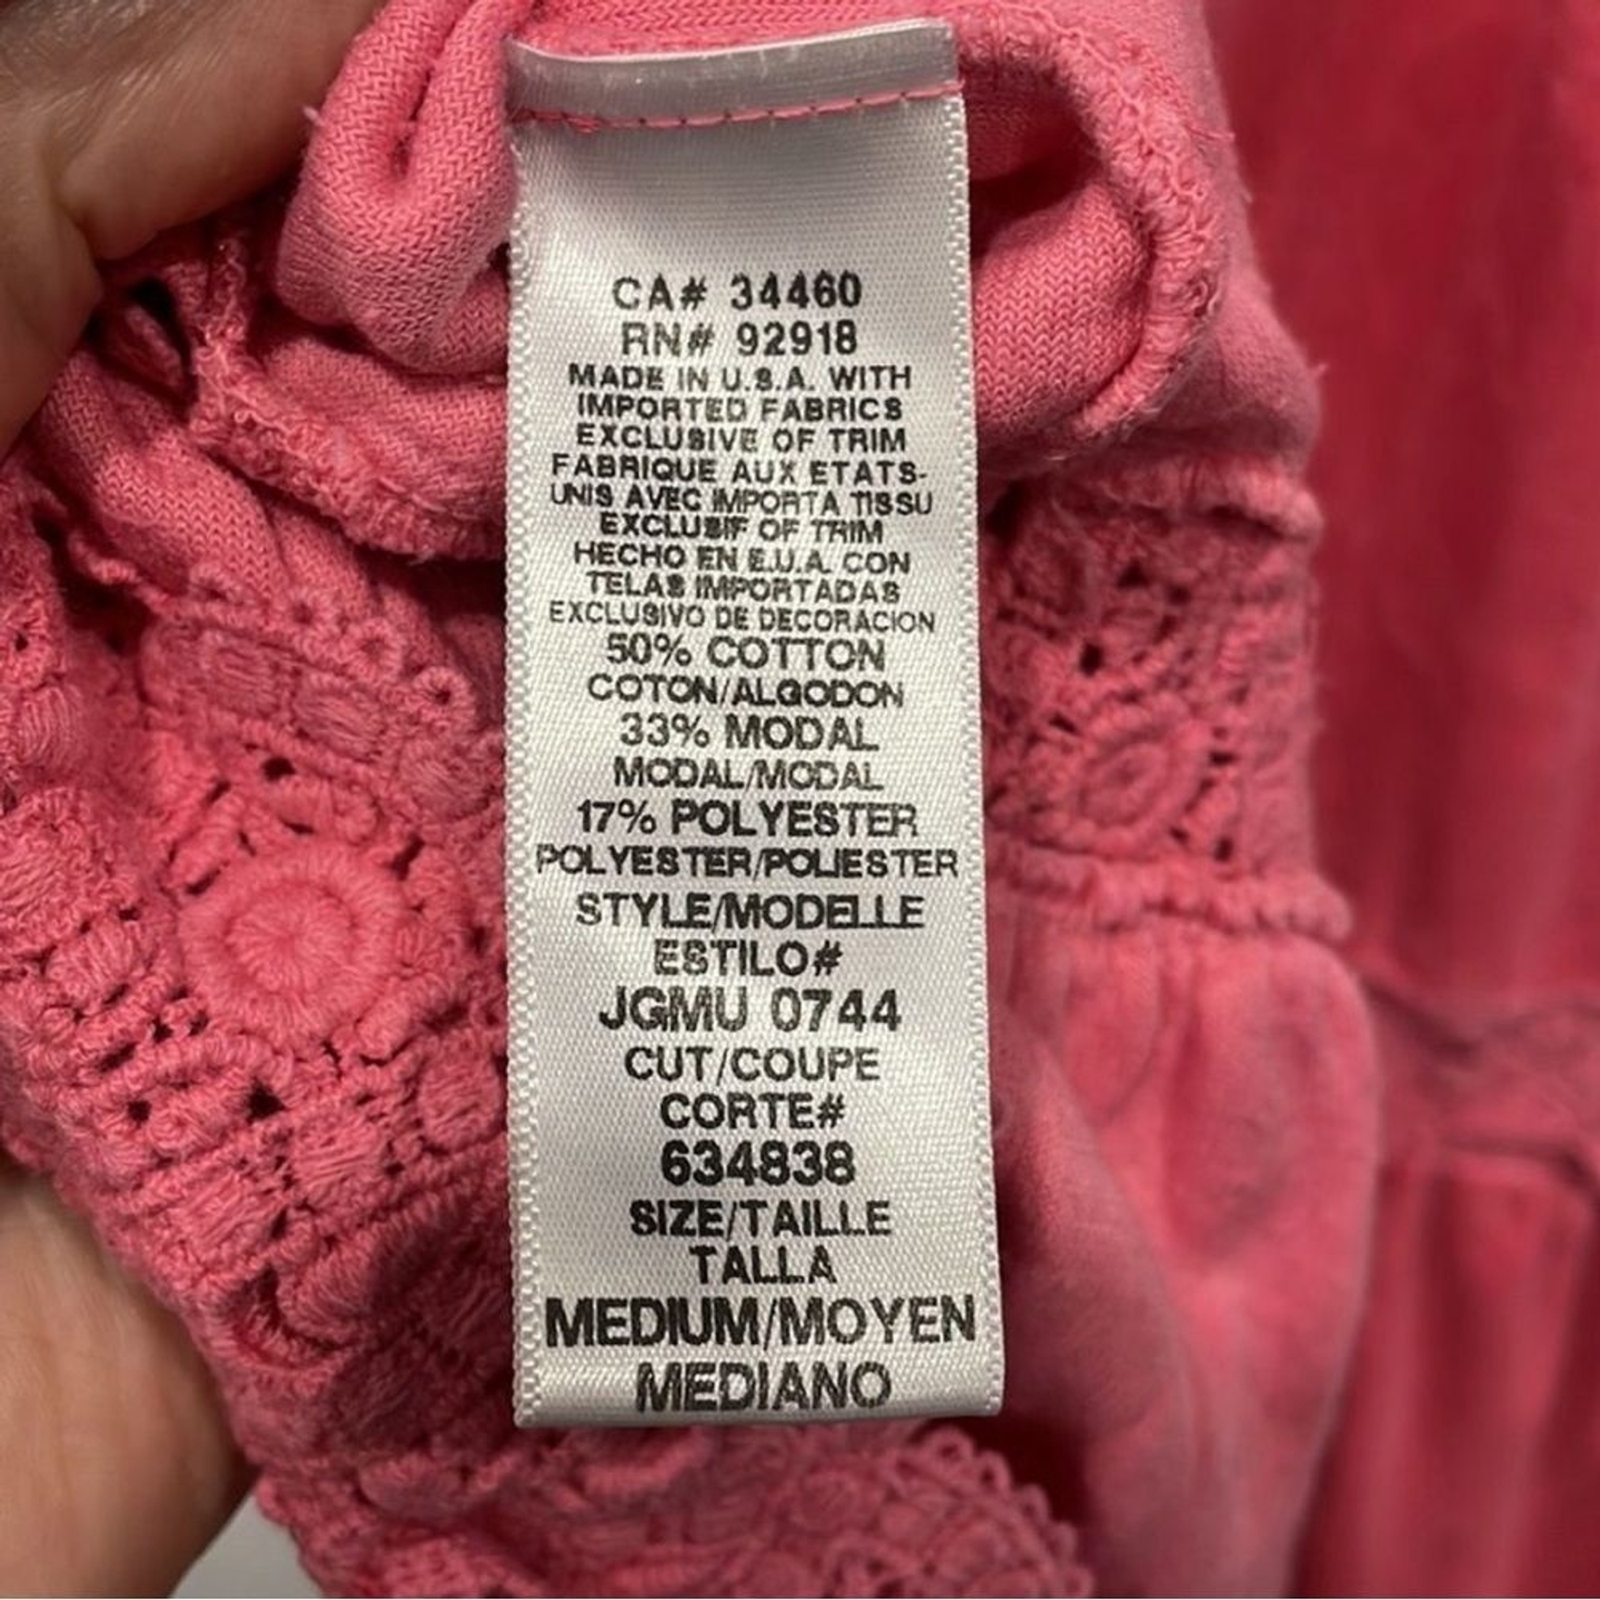 CA# 34460
RN# 92918
MADE IN U.S.A. WITH
IMPORTED FABRICS
EXCLUSIVE OF TRIM
FABRIQUE AUX ETATS-
UNIS AVEC IMPORTA TISSU
EXCLUSIF OF TRIM
HECHO EN E.U.A. CON
TELAS IMPORTADAS
EXCLUSIVO DE DECORACION
50% COTTON
COTON/ALGODON
33% MODAL
MODAL/MODAL
17% POLYESTER
POLYESTER/POLIESTER
STYLE/MODELLE
ESTILO#
JGMU 0744
CUT/COUPE
CORTE#
634838
SIZE/TAILLE
TALLA
MEDIUM/MOYEN
MEDIANO